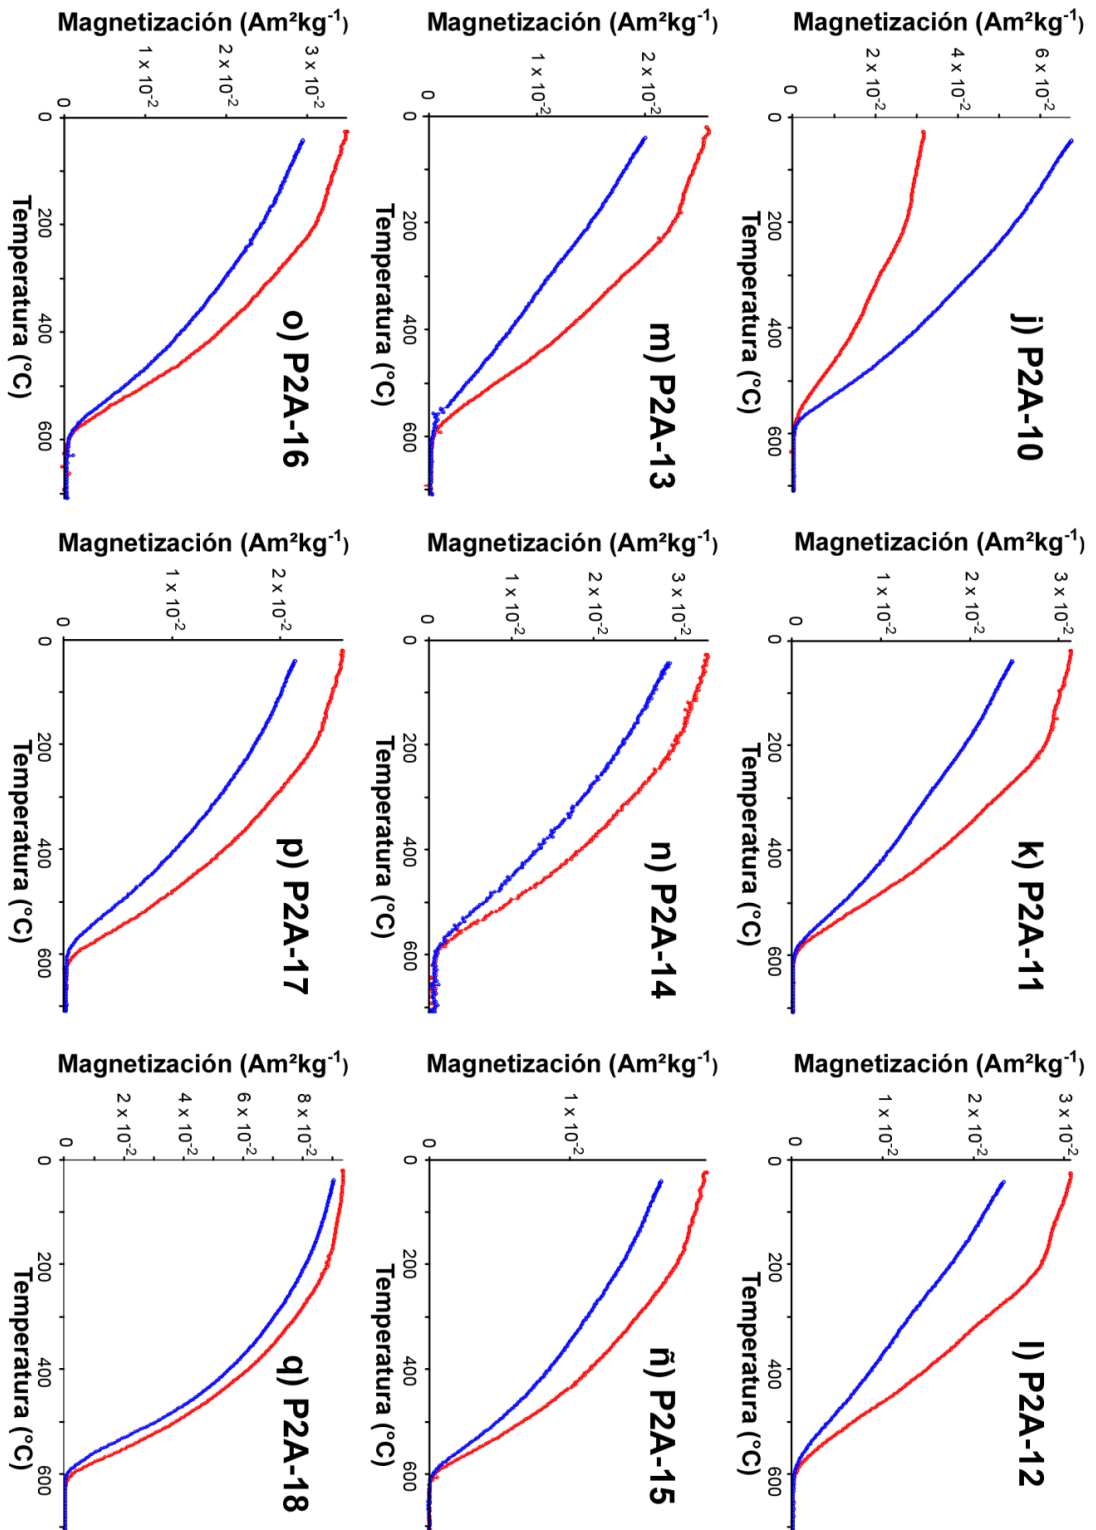 j) P2A-10
Magnetización (Am²kg⁻¹)
6 x 10⁻²
4 x 10⁻²
2 x 10⁻²
0
0 200 400 600
Temperatura (°C)
k) P2A-11
Magnetización (Am²kg⁻¹)
3 x 10⁻²
2 x 10⁻²
1 x 10⁻²
0
0 200 400 600
Temperatura (°C)
l) P2A-12
Magnetización (Am²kg⁻¹)
3 x 10⁻²
2 x 10⁻²
1 x 10⁻²
0
0 200 400 600
Temperatura (°C)
m) P2A-13
Magnetización (Am²kg⁻¹)
2 x 10⁻²
1 x 10⁻²
0
0 200 400 600
Temperatura (°C)
n) P2A-14
Magnetización (Am²kg⁻¹)
3 x 10⁻²
2 x 10⁻²
1 x 10⁻²
0
0 200 400 600
Temperatura (°C)
ñ) P2A-15
Magnetización (Am²kg⁻¹)
1 x 10⁻²
0
0 200 400 600
Temperatura (°C)
o) P2A-16
Magnetización (Am²kg⁻¹)
3 x 10⁻²
2 x 10⁻²
1 x 10⁻²
0
0 200 400 600
Temperatura (°C)
p) P2A-17
Magnetización (Am²kg⁻¹)
2 x 10⁻²
1 x 10⁻²
0
0 200 400 600
Temperatura (°C)
q) P2A-18
Magnetización (Am²kg⁻¹)
8 x 10⁻²
6 x 10⁻²
4 x 10⁻²
2 x 10⁻²
0
0 200 400 600
Temperatura (°C)